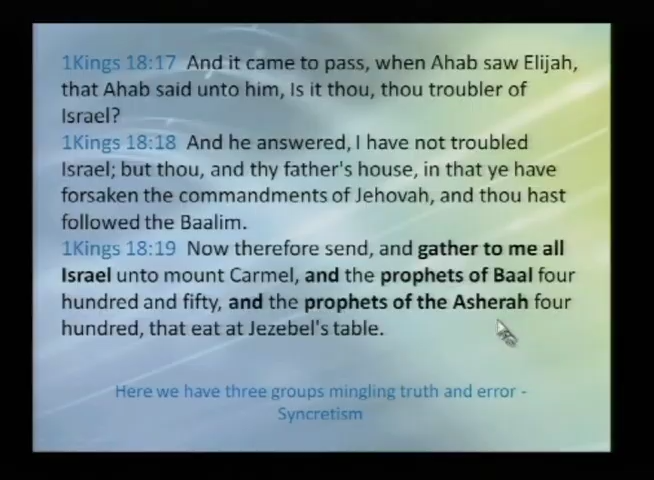 1Kings 18:17 And it came to pass, when Ahab saw Elijah,
that Ahab said unto him, Is it thou, thou troubler of
Israel?
1Kings 18:18 And he answered, I have not troubled
Israel; but thou, and thy father's house, in that ye have
forsaken the commandments of Jehovah, and thou hast
followed the Baalim.
1Kings 18:19 Now therefore send, and gather to me all
Israel unto mount Carmel, and the prophets of Baal four
hundred and fifty, and the prophets of the Asherah four
hundred, that eat at Jezebel's table.
Here we have three groups mingling truth and error -
Syncretism